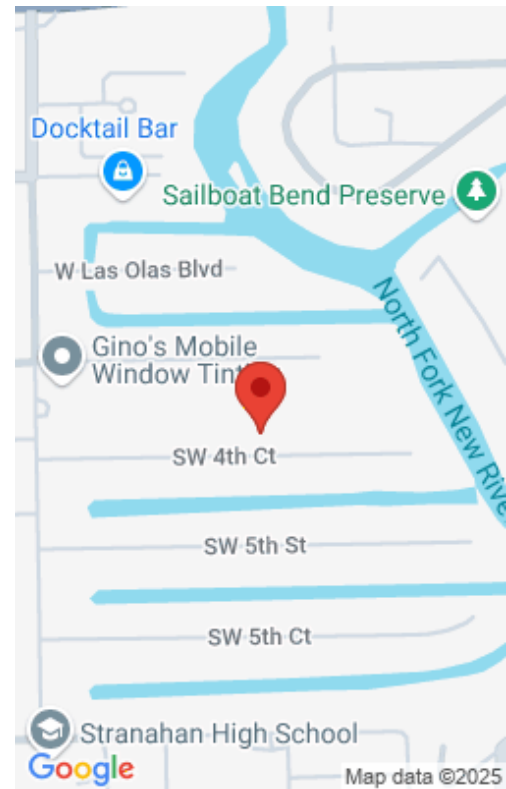 Docktail Bar
Sailboat Bend Preserve
W Las Olas Blvd
North Fork New River
Gino's Mobile
Window Tint
SW 4th Ct
SW 5th St
SW 5th Ct
Stranahan High School
Google
Map data ©2025